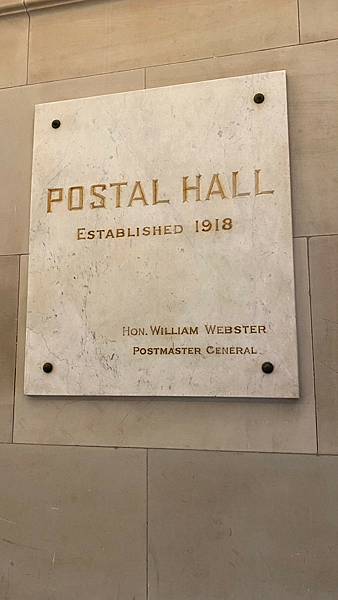 POSTAL HALL
ESTABLISHED 1918
HON. WILLIAM WEBSTER
POSTMASTER GENERAL